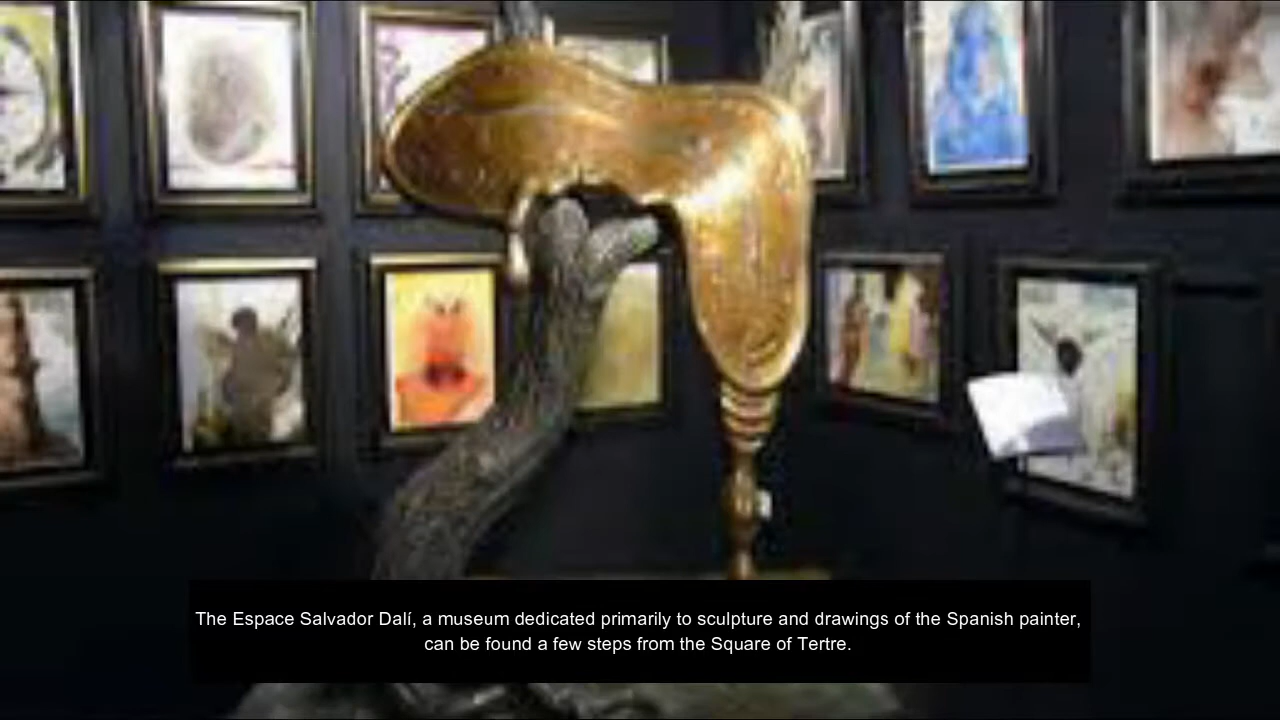 The Espace Salvador Dalí, a museum dedicated primarily to sculpture and drawings of the Spanish painter,
can be found a few steps from the Square of Tertre.